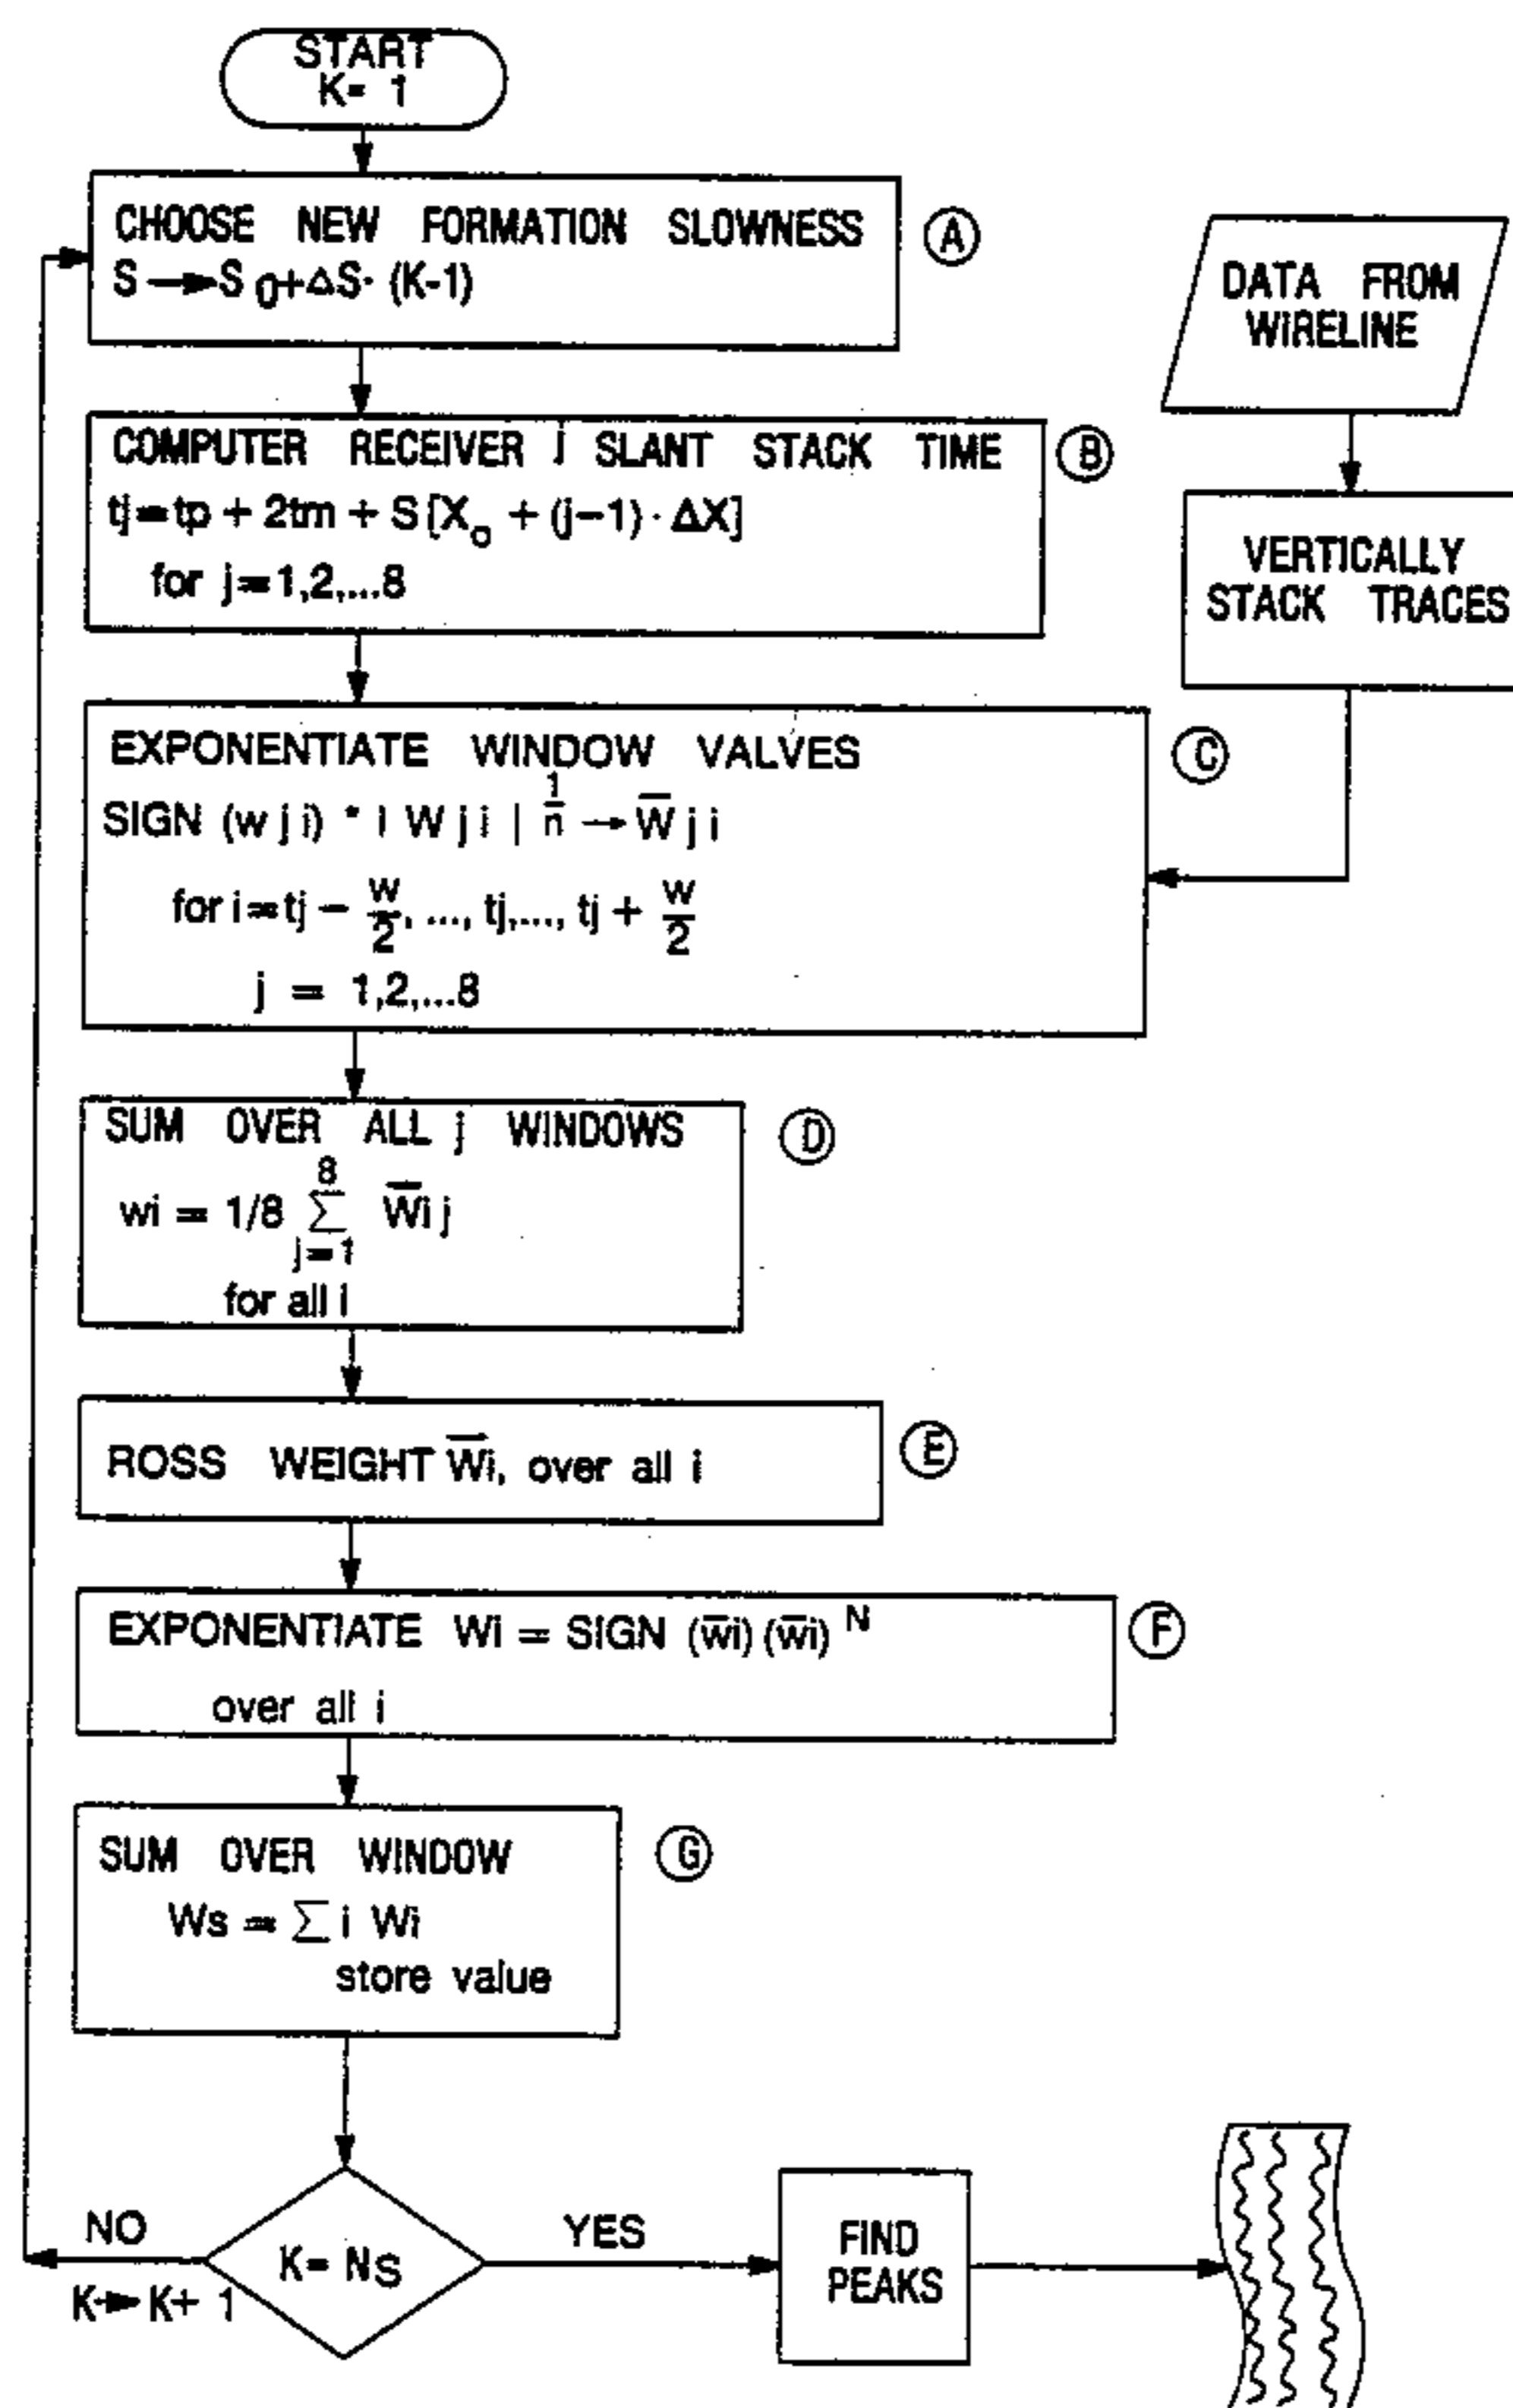 START
K= 1
CHOOSE NEW FORMATION SLOWNESS
S → S 0+ΔS· (K-1)
A
DATA FROM
WIRELINE
COMPUTER RECEIVER j SLANT STACK TIME
tj = tp + 2tm + S [X₀ + (j−1) · ΔX]
for j = 1,2,...8
B
VERTICALLY
STACK TRACES
EXPONENTIATE WINDOW VALVES
SIGN (w j i) * | W j i | 1/n → W̅ j i
for i = tj − w/2, ..., tj,..., tj + w/2
j = 1,2,...8
C
SUM OVER ALL j WINDOWS
wi = 1/8 8 ∑ j=1 W̅i j
for all i
D
ROSS WEIGHT W̅i, over all i
E
EXPONENTIATE Wi = SIGN (w̅i) (w̅i) N
over all i
F
SUM OVER WINDOW
Ws = ∑ i Wi
store value
G
NO
K → K+ 1
K= NS
YES
FIND
PEAKS